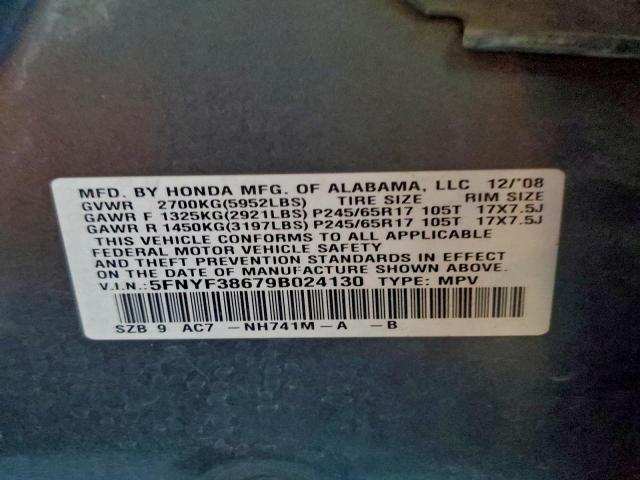 MFD. BY HONDA MFG. OF ALABAMA, LLC 12/'08
GVWR 2700KG(5952LBS) TIRE SIZE RIM SIZE
GAWR F 1325KG(2921LBS) P245/65R17 105T 17X7.5J
GAWR R 1450KG(3197LBS) P245/65R17 105T 17X7.5J
THIS VEHICLE CONFORMS TO ALL APPLICABLE
FEDERAL MOTOR VEHICLE SAFETY
AND THEFT PREVENTION STANDARDS IN EFFECT
ON THE DATE OF MANUFACTURE SHOWN ABOVE.
V.I.N.:5FNYF38679B024130 TYPE: MPV
SZB 9 AC7 -NH741M-A -B